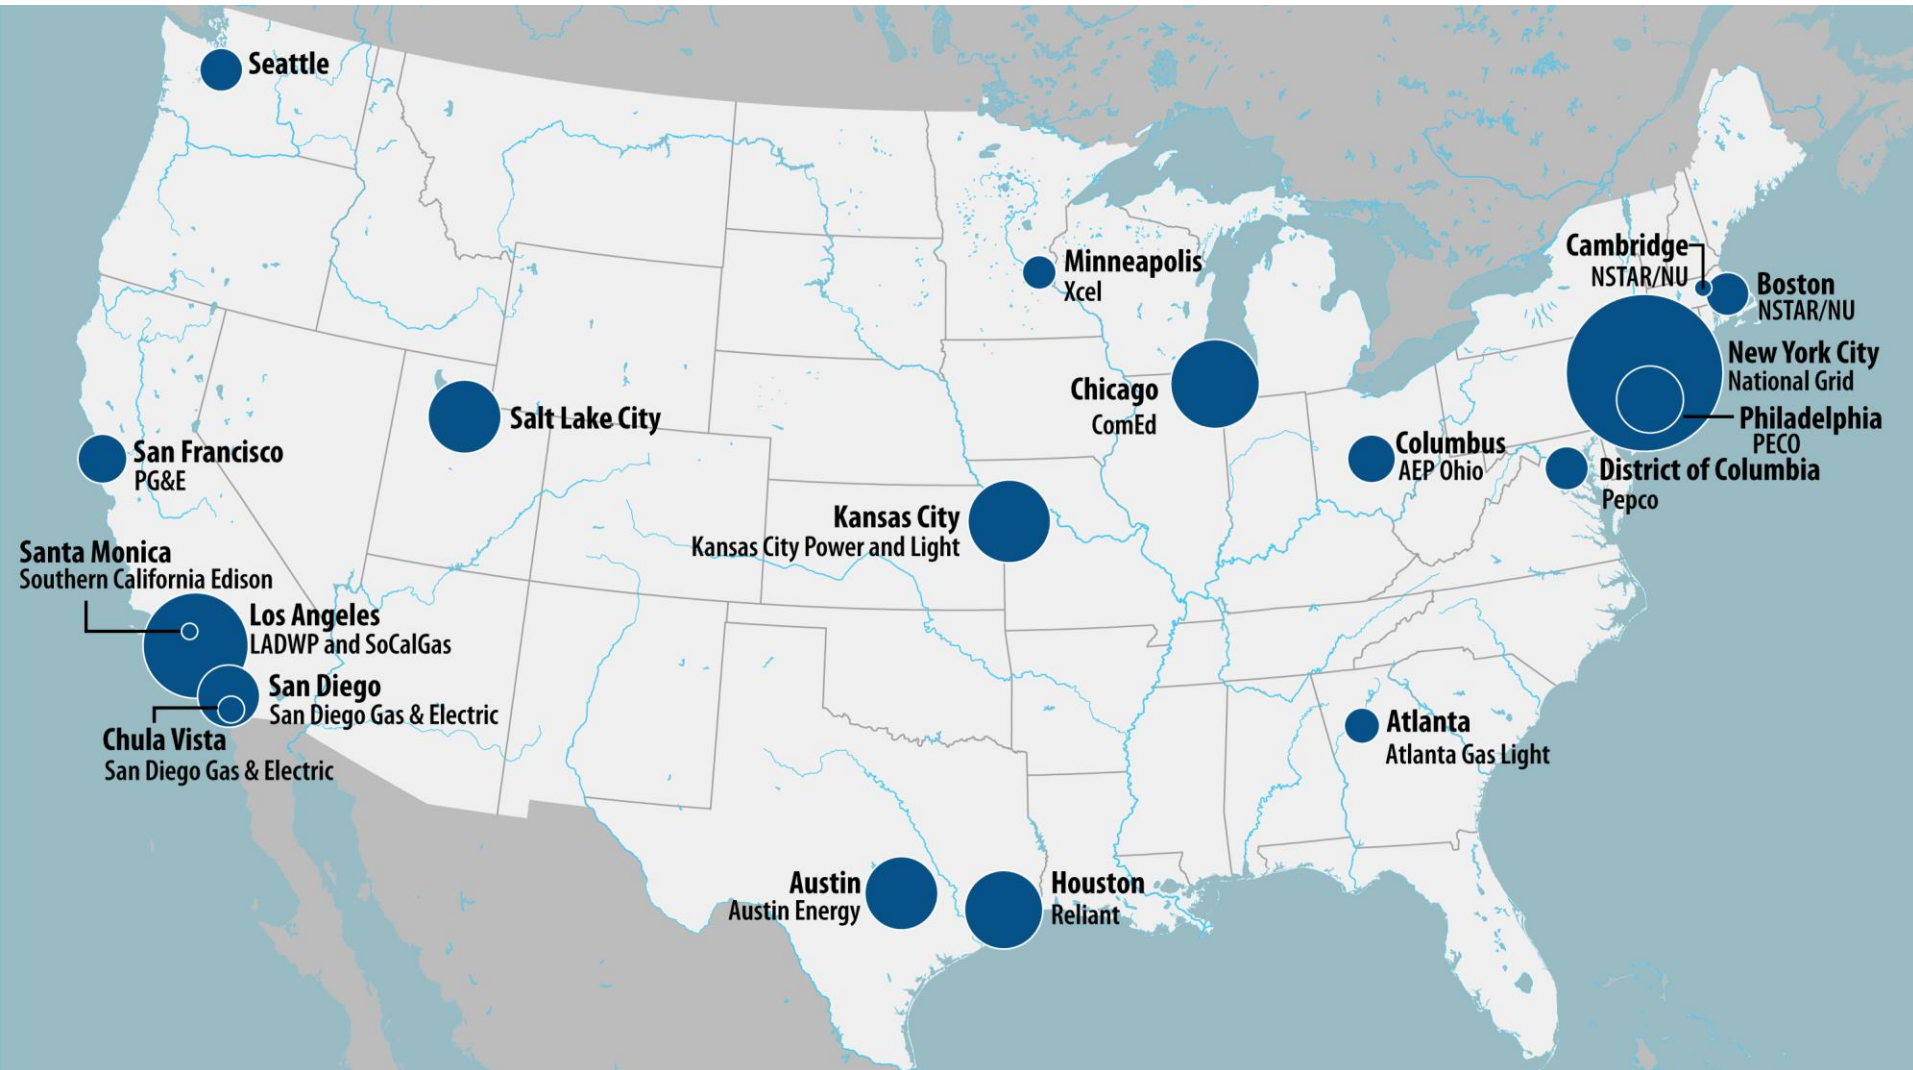 Seattle
Minneapolis
Xcel
Cambridge
NSTAR/NU
Boston
NSTAR/NU
New York City
National Grid
Philadelphia
PECO
District of Columbia
Pepco
Chicago
ComEd
Columbus
AEP Ohio
Salt Lake City
San Francisco
PG&E
Kansas City
Kansas City Power and Light
Santa Monica
Southern California Edison
Los Angeles
LADWP and SoCalGas
San Diego
San Diego Gas & Electric
Chula Vista
San Diego Gas & Electric
Atlanta
Atlanta Gas Light
Austin
Austin Energy
Houston
Reliant